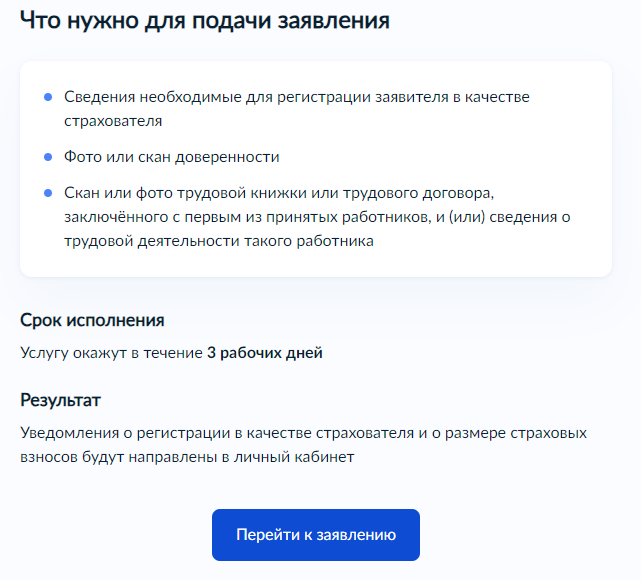 Что нужно для подачи заявления
Сведения необходимые для регистрации заявителя в качестве
страхователя
Фото или скан доверенности
Скан или фото трудовой книжки или трудового договора,
заключённого с первым из принятых работников, и (или) сведения о
трудовой деятельности такого работника
Срок исполнения
Услугу окажут в течение 3 рабочих дней
Результат
Уведомления о регистрации в качестве страхователя и о размере страховых
взносов будут направлены в личный кабинет
Перейти к заявлению